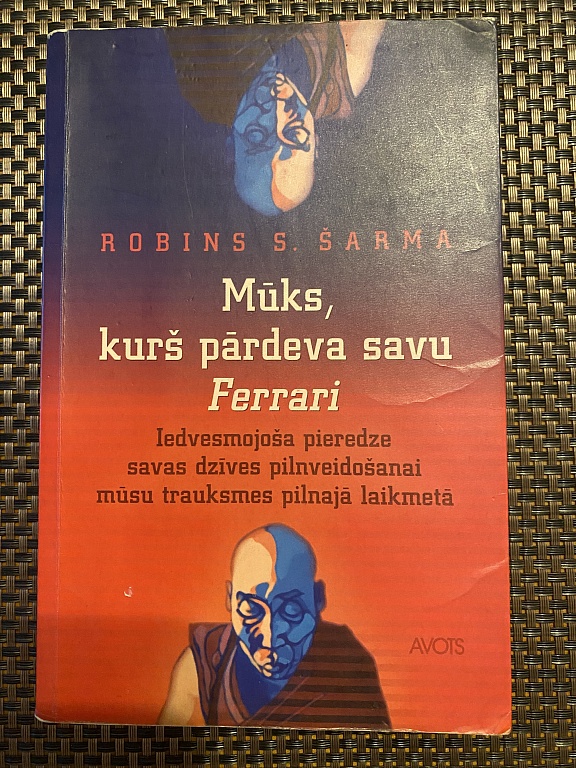 ROBINS S. ŠARMA
Mūks,
kurš pārdeva savu
Ferrari
Iedvesmojoša pieredze
savas dzīves pilnveidošanai
mūsu trauksmes pilnajā laikmetā
AVOTS